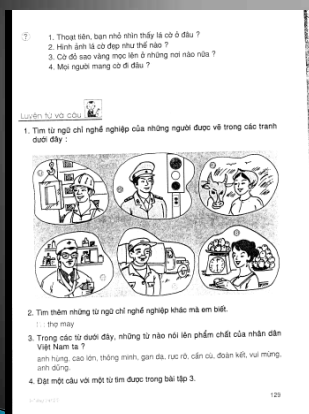 1. Thoạt tiên, bạn nhỏ nhìn thấy lá cờ ở đâu ?
2. Hình ảnh lá cờ đẹp như thế nào ?
3. Cờ đỏ sao vàng mọc lên ở những nơi nào nữa ?
4. Mọi người mang cờ đi đâu ?
Luyện từ và câu
1. Tìm từ ngữ chỉ nghề nghiệp của những người được vẽ trong các tranh
dưới đây :
2. Tìm thêm những từ ngữ chỉ nghề nghiệp khác mà em biết.
thợ may
3. Trong các từ dưới đây, những từ nào nói lên phẩm chất của nhân dân
Việt Nam ta ?
anh hùng, cao lớn, thông minh, gan dạ, rực rỡ, cần cù, đoàn kết, vui mừng,
anh dũng.
4. Đặt một câu với một từ tìm được trong bài tập 3.
129